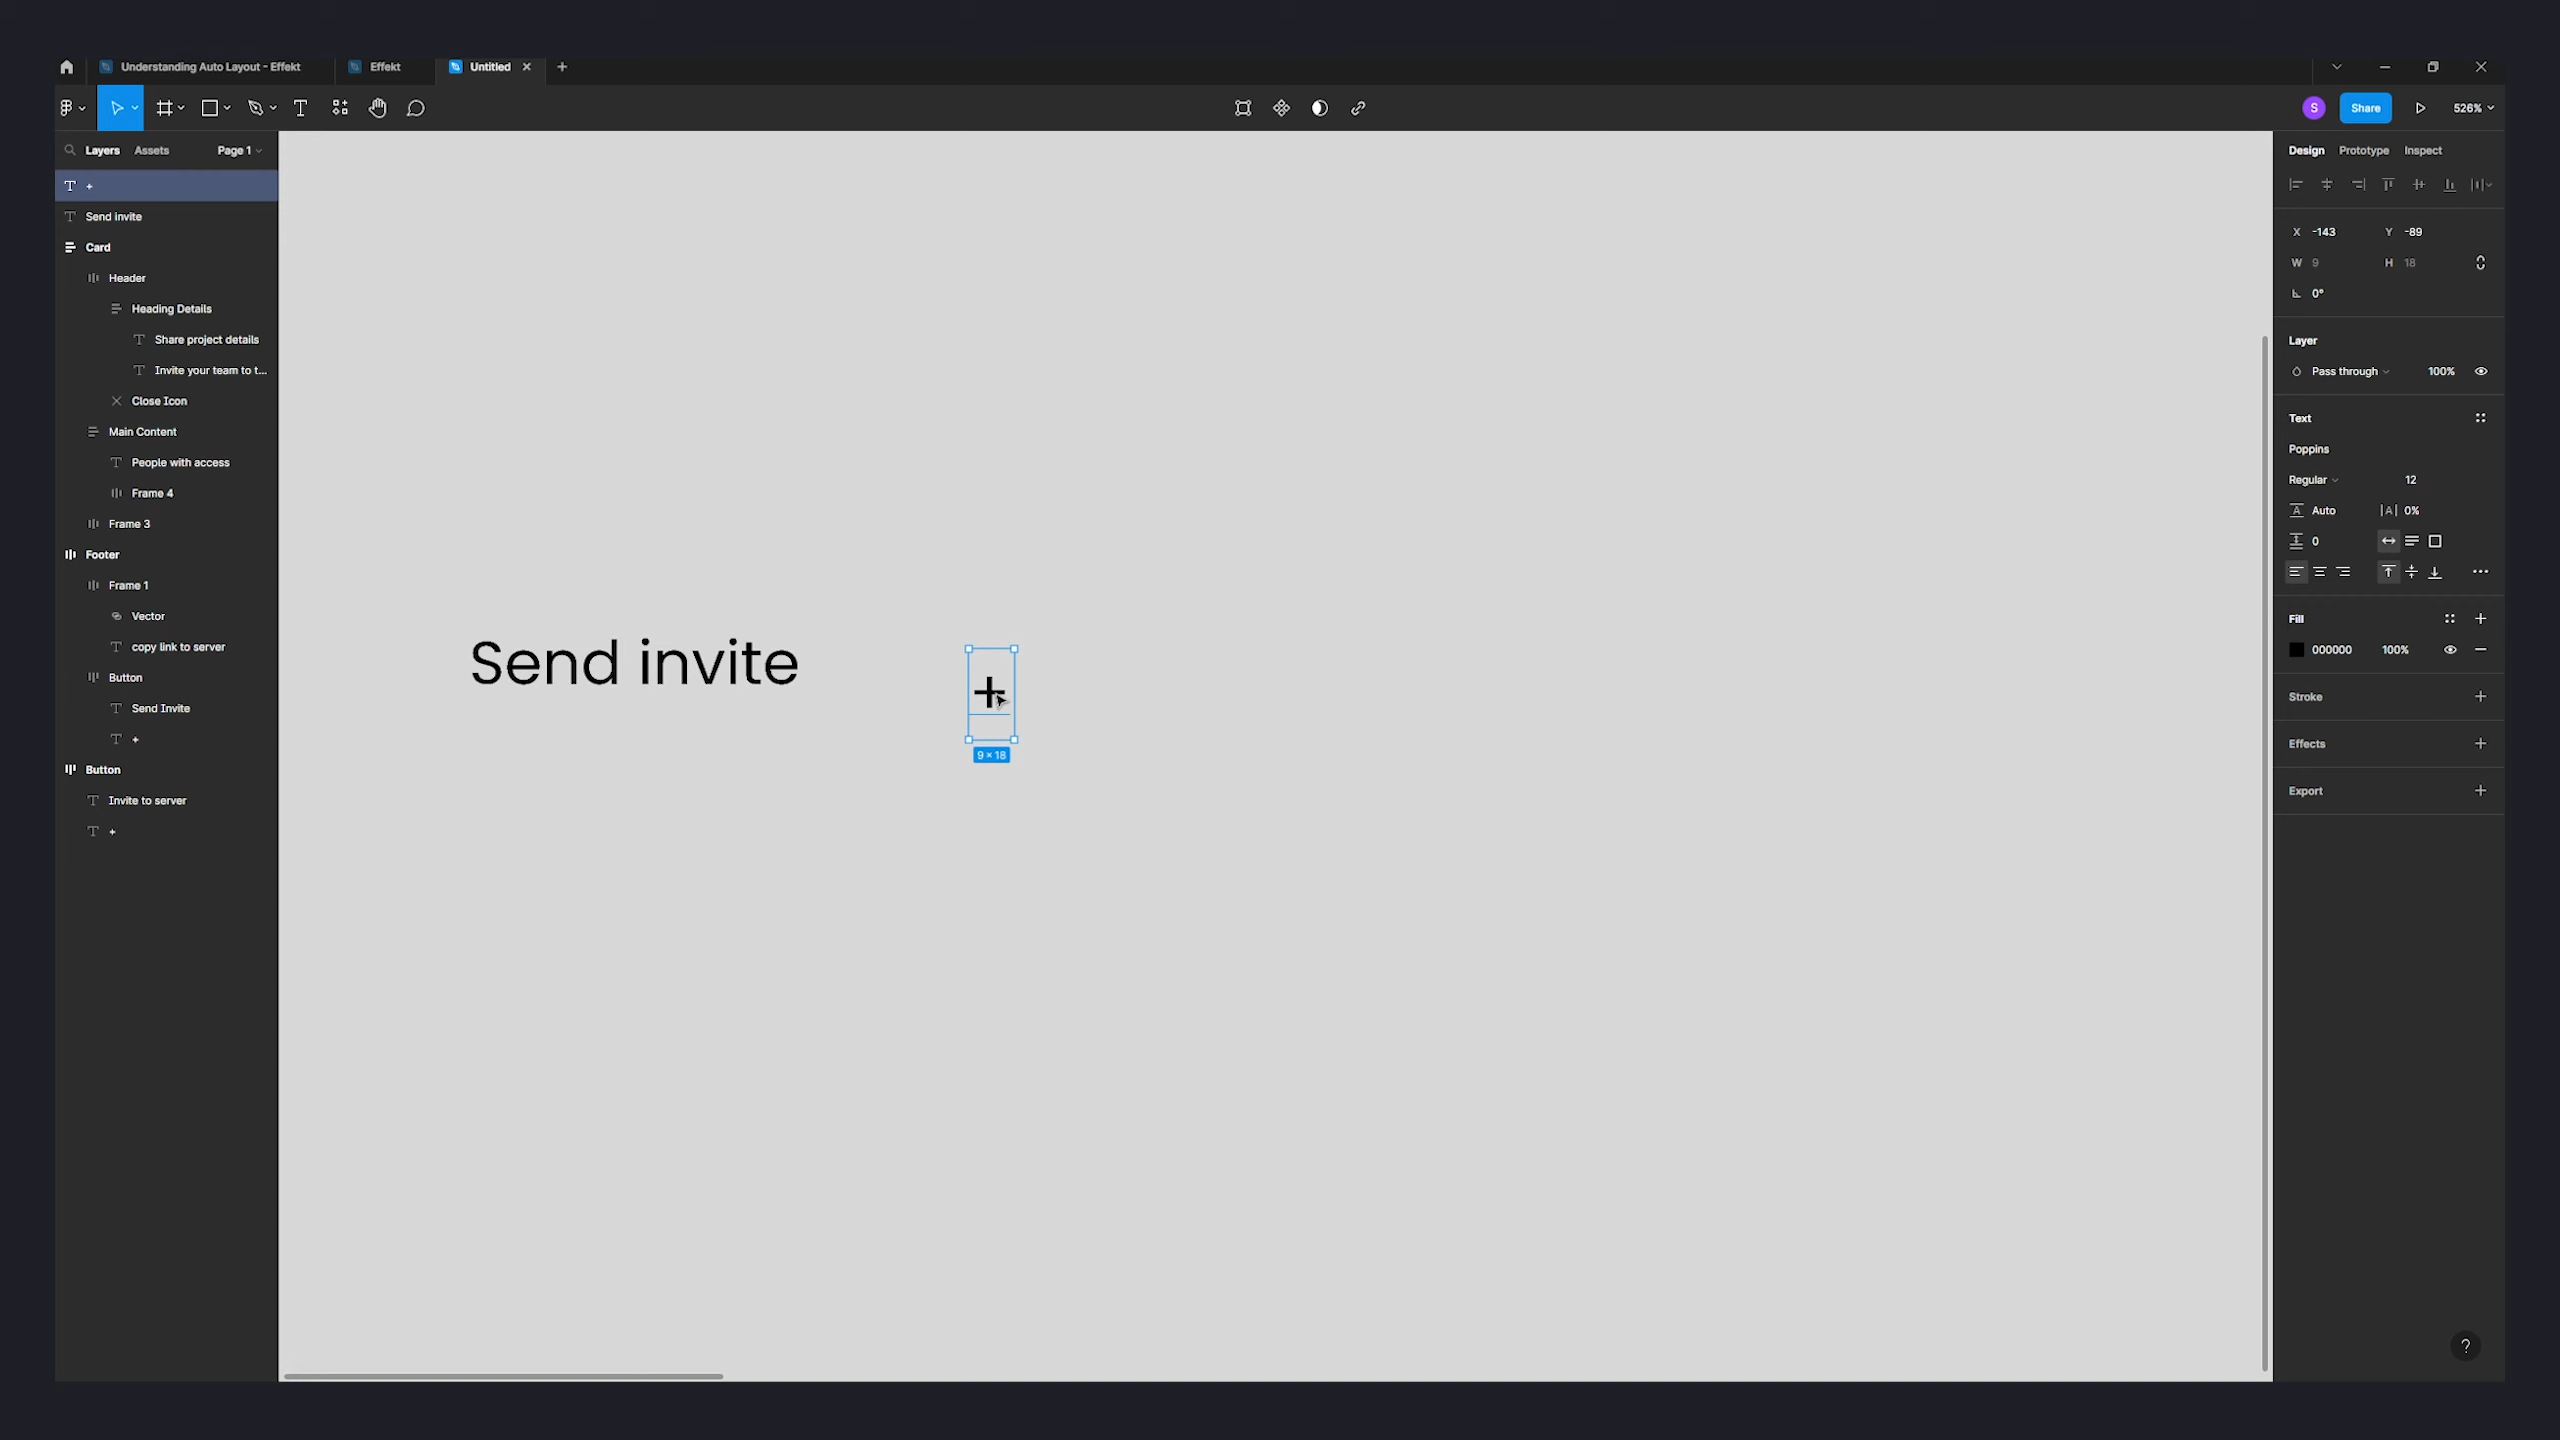 Understanding Auto Layout - Effekt
Effekt
Untitled
S
Share
526%
Layers
Assets
Page 1
Design
Prototype
Inspect
+
Send invite
Card
Header
Heading Details
Share project details
Invite your team to t...
Close Icon
Main Content
People with access
Frame 4
Frame 3
Footer
Frame 1
Vector
copy link to server
Button
Send Invite
+
Button
Invite to server
+
Send invite
+
9 × 18
X -143 Y -89
W 9 H 18
0°
Layer
Pass through 100%
Text
Poppins
Regular 12
Auto 0%
0
Fill
000000 100%
Stroke
Effects
Export
?